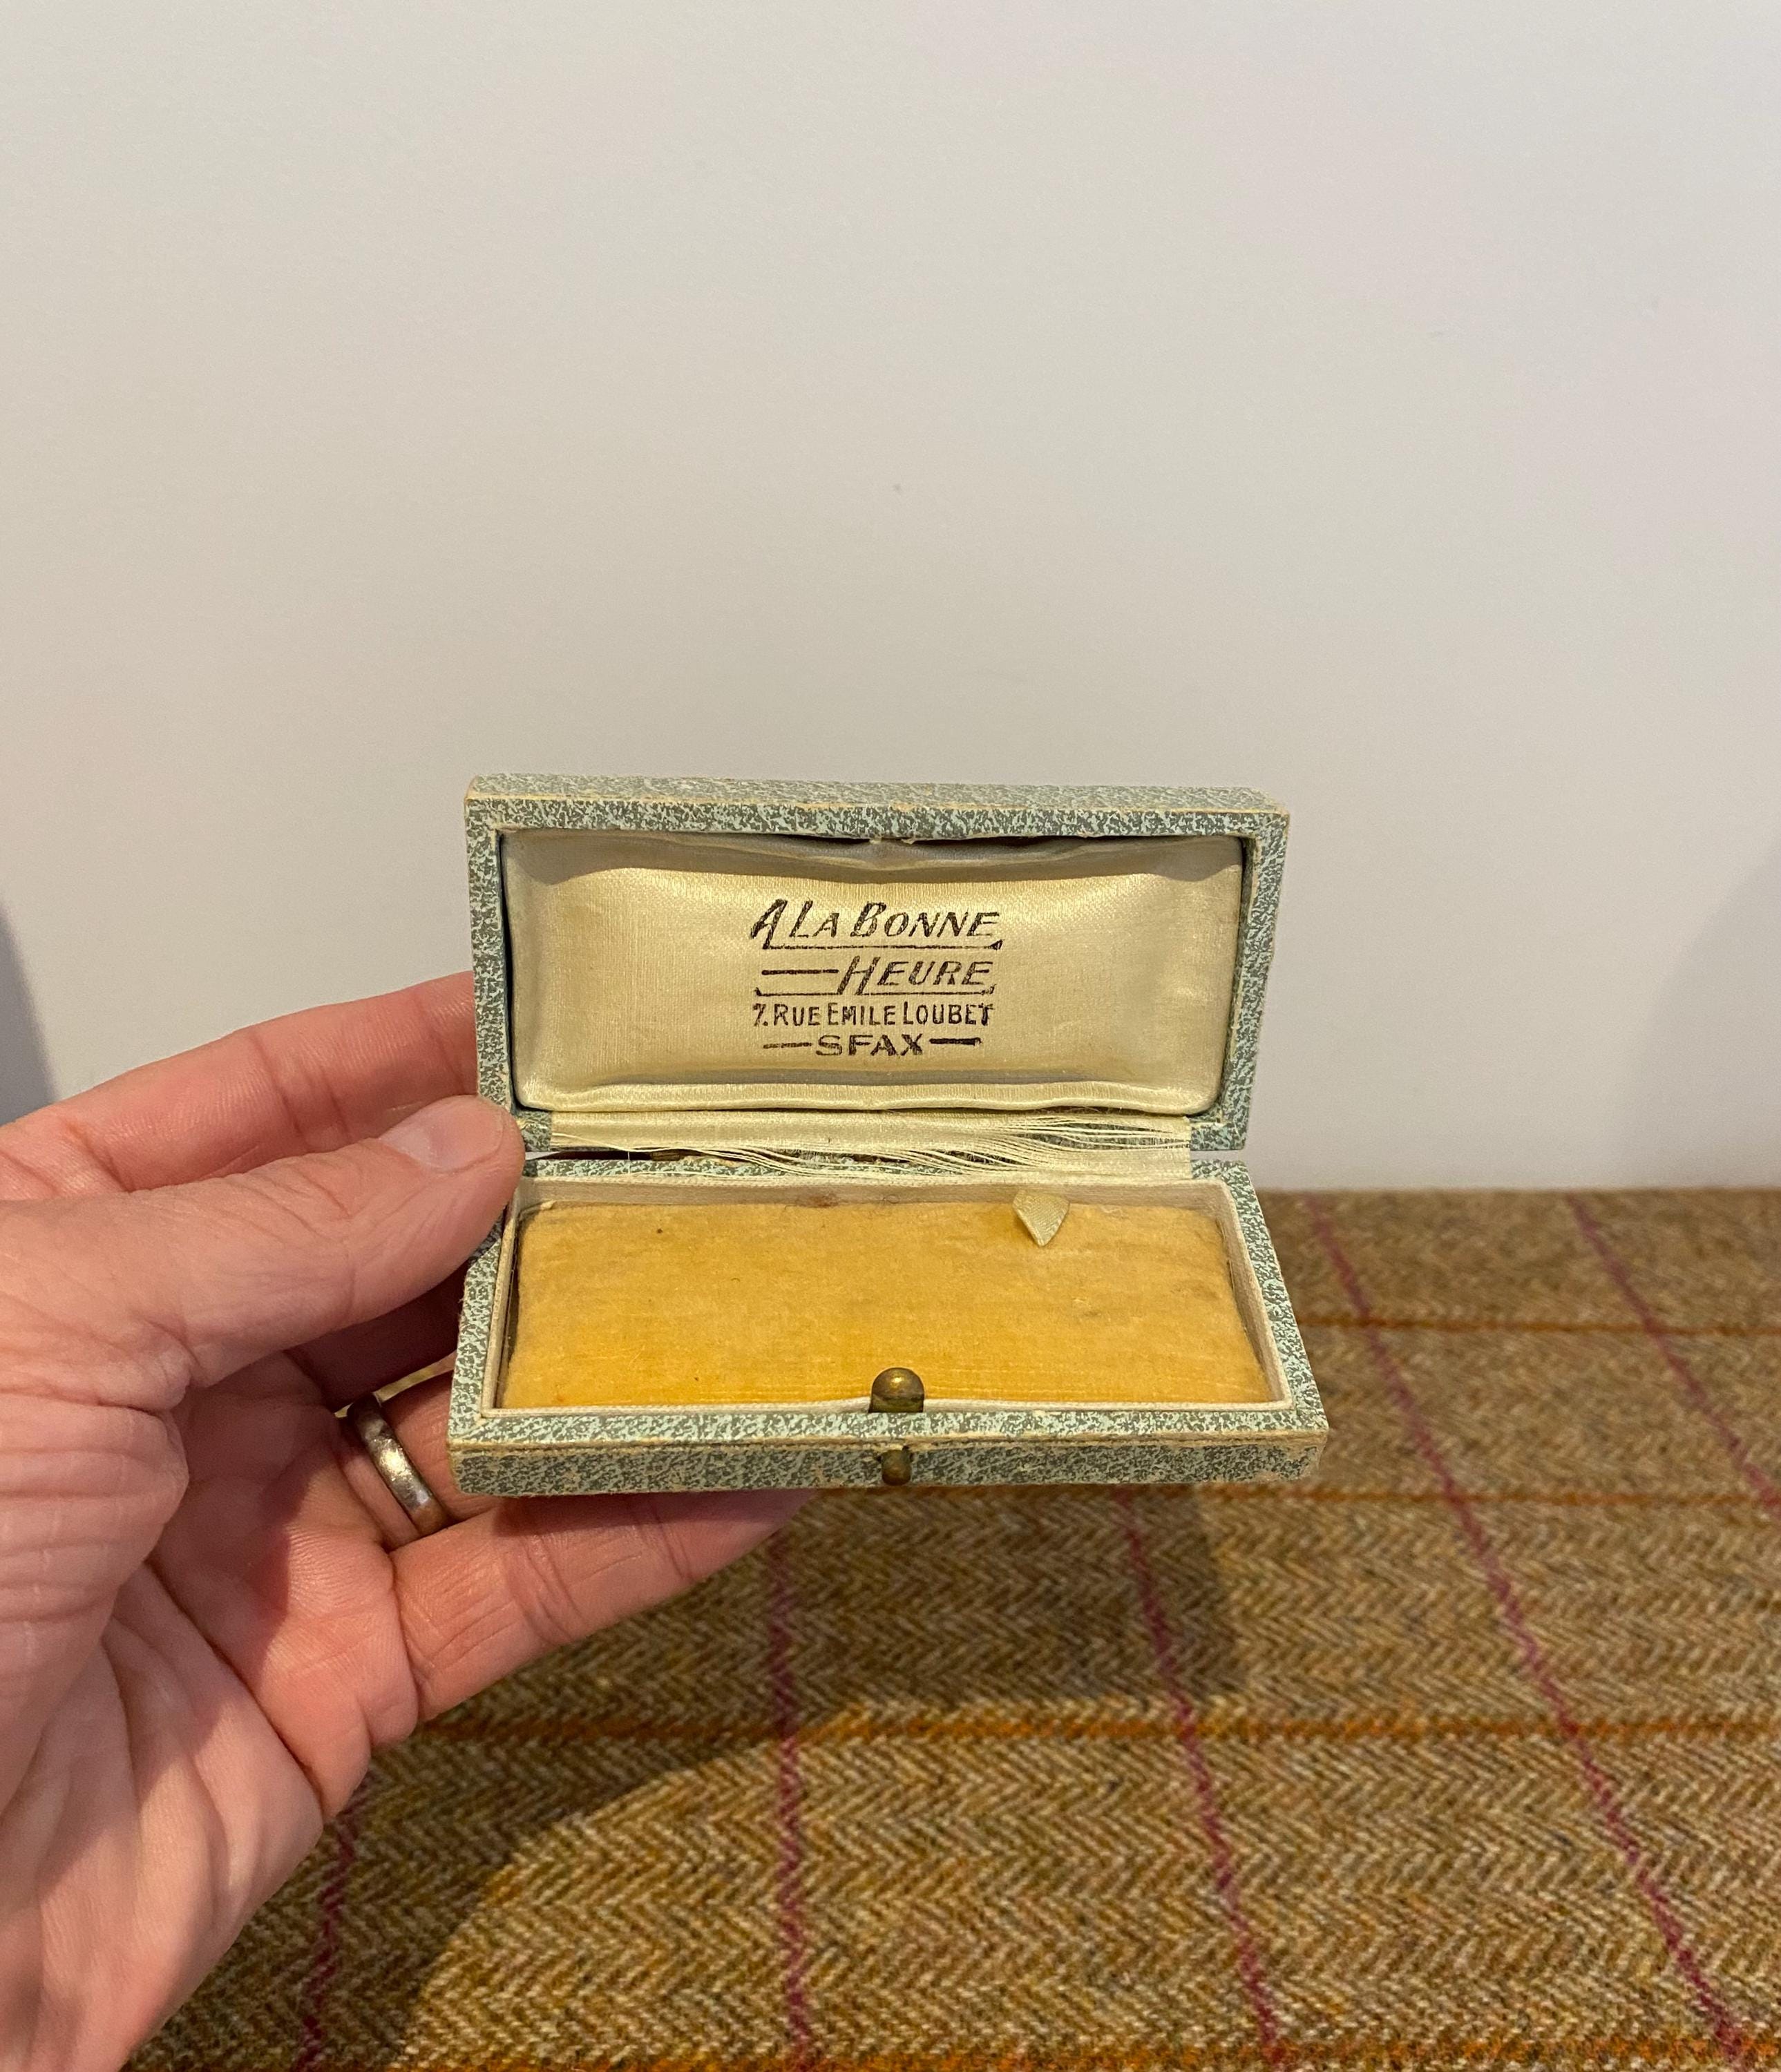 A LA BONNE
HEURE
7. RUE EMILE LOUBET
SFAX